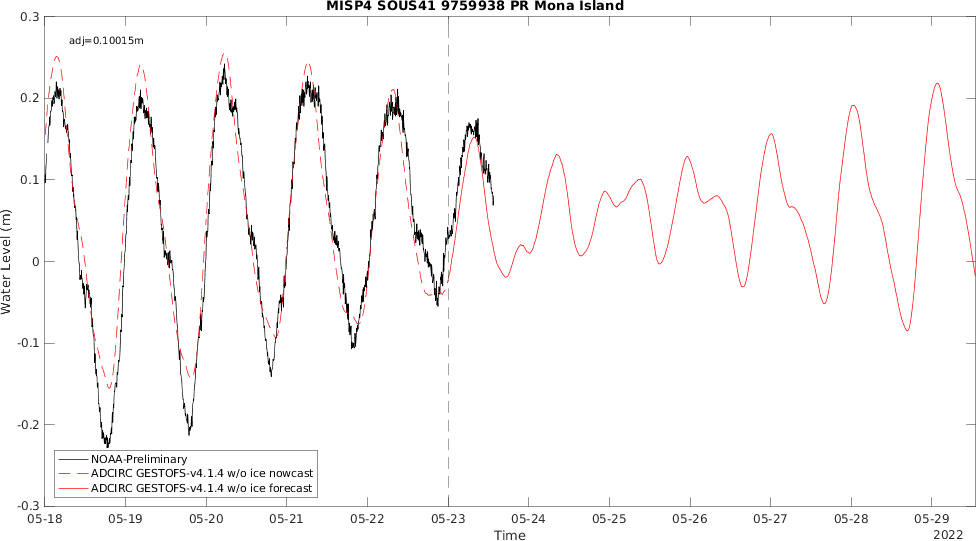 MISP4 SOUS41 9759938 PR Mona Island
adj=0.10015m
0.3
0.2
0.1
0
-0.1
-0.2
-0.3
Water Level (m)
NOAA-Preliminary
ADCIRC GESTOFS-v4.1.4 w/o ice nowcast
ADCIRC GESTOFS-v4.1.4 w/o ice forecast
05-18 05-19 05-20 05-21 05-22 05-23 05-24 05-25 05-26 05-27 05-28 05-29
Time
2022